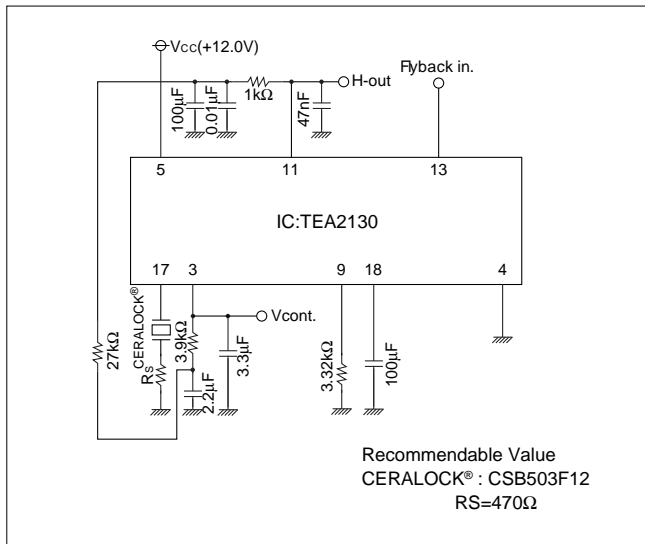 Vcc(+12.0V)
Flyback in.
H-out
1kΩ
100μF
0.01μF
47nF
5
11
13
IC:TEA2130
17
3
9
18
4
CERALOCK®
Rs
27kΩ
3.9kΩ
Vcont.
3.3μF
2.2μF
3.32kΩ
100μF
Recommendable Value
CERALOCK® : CSB503F12
RS=470Ω